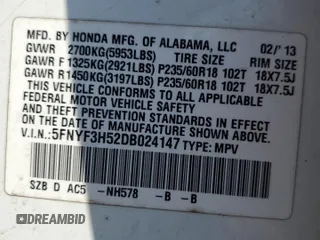 MFD. BY HONDA MFG. OF ALABAMA, LLC 02/'13
GVWR 2700KG(5953LBS) TIRE SIZE RIM SIZE
GAWR F 1325KG(2921LBS) P235/60R18 102T 18X7.5J
GAWR R1450KG(3197LBS) P235/60R18 102T 18X7.5J
THIS VEHICLE CONFORMS TO ALL APPLICABLE
FEDERAL MOTOR VEHICLE SAFETY, BUMPER,
AND THEFT PREVENTION STANDARDS IN EFFECT
ON THE DATE OF MANUFACTURE SHOWN ABOVE.
V.I.N:5FNYF3H52DB024147 TYPE: MPV
SZB D AC5 -NH578 -B -B
DREAMBID